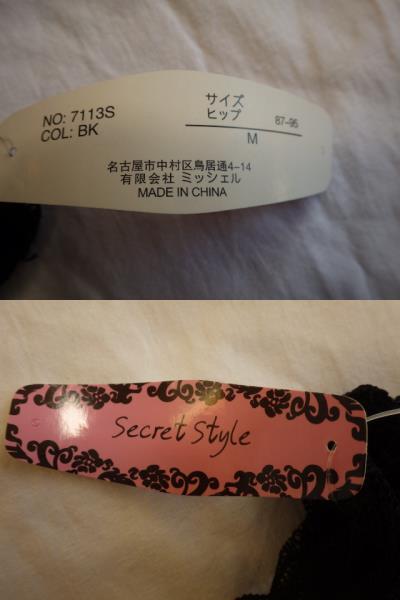 NO: 7113S
COL: BK
サイズ
ヒップ 87-95
M
名古屋市中村区鳥居通4-14
有限会社 ミッシェル
MADE IN CHINA
Secret Style